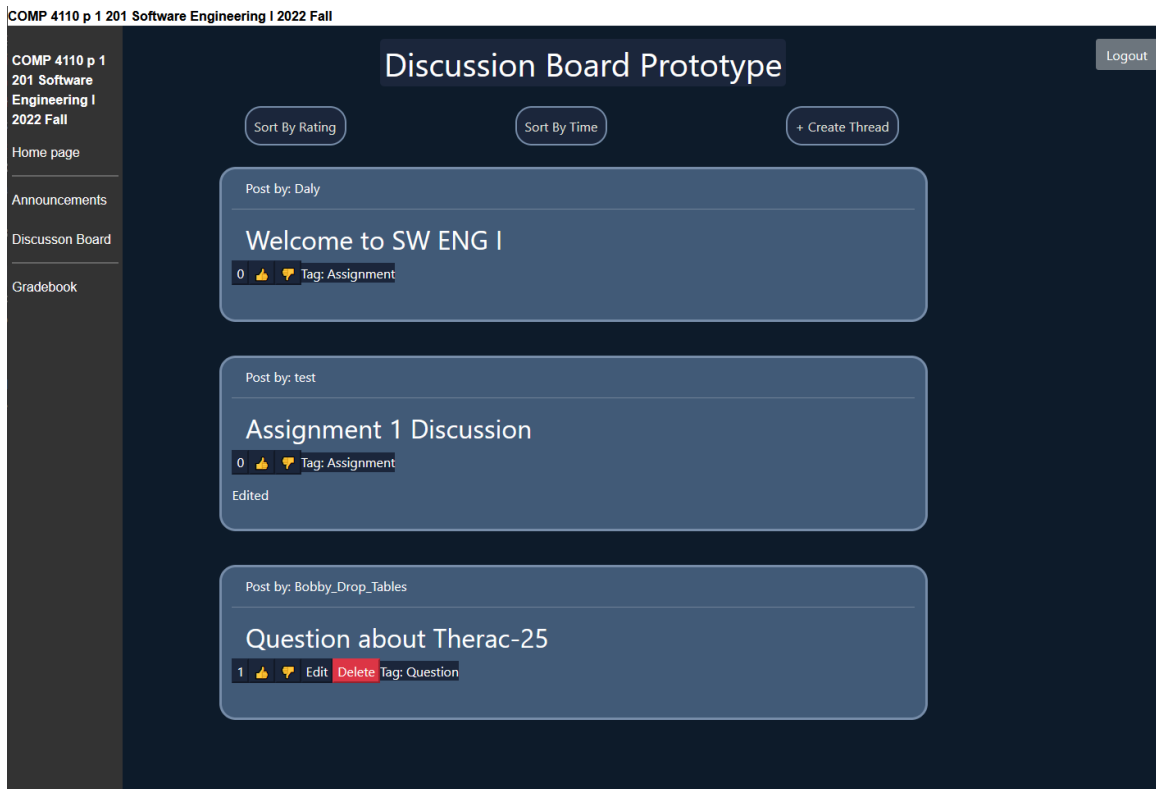 COMP 4110 p 1 201 Software Engineering I 2022 Fall
COMP 4110 p 1
201 Software
Engineering I
2022 Fall
Home page
Announcements
Discusson Board
Gradebook
Discussion Board Prototype
Logout
Sort By Rating
Sort By Time
+ Create Thread
Post by: Daly
Welcome to SW ENG I
0 👍 👎 Tag: Assignment
Post by: test
Assignment 1 Discussion
0 👍 👎 Tag: Assignment
Edited
Post by: Bobby_Drop_Tables
Question about Therac-25
1 👍 👎 Edit Delete Tag: Question